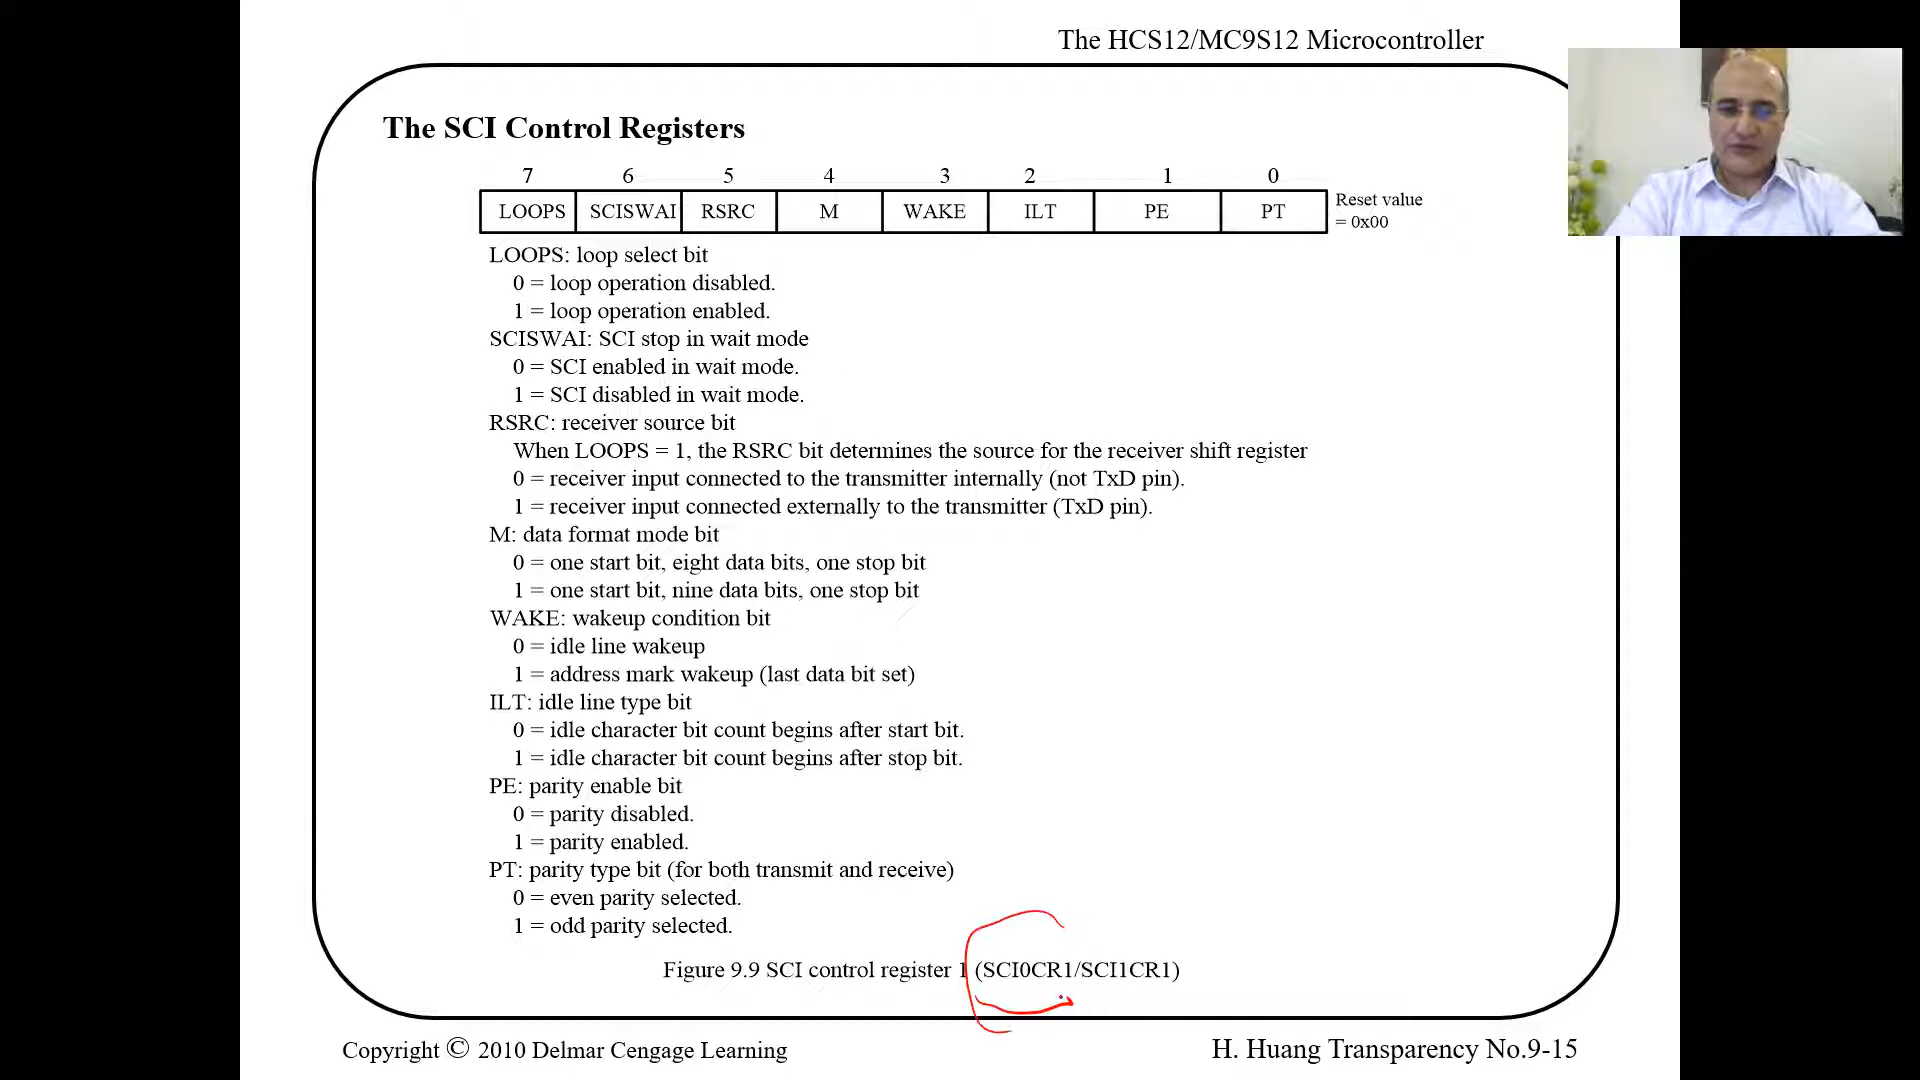 The HCS12/MC9S12 Microcontroller
The SCI Control Registers
7 6 5 4 3 2 1 0
LOOPS SCISWAI RSRC M WAKE ILT PE PT
Reset value
= 0x00
LOOPS: loop select bit
0 = loop operation disabled.
1 = loop operation enabled.
SCISWAI: SCI stop in wait mode
0 = SCI enabled in wait mode.
1 = SCI disabled in wait mode.
RSRC: receiver source bit
When LOOPS = 1, the RSRC bit determines the source for the receiver shift register
0 = receiver input connected to the transmitter internally (not TxD pin).
1 = receiver input connected externally to the transmitter (TxD pin).
M: data format mode bit
0 = one start bit, eight data bits, one stop bit
1 = one start bit, nine data bits, one stop bit
WAKE: wakeup condition bit
0 = idle line wakeup
1 = address mark wakeup (last data bit set)
ILT: idle line type bit
0 = idle character bit count begins after start bit.
1 = idle character bit count begins after stop bit.
PE: parity enable bit
0 = parity disabled.
1 = parity enabled.
PT: parity type bit (for both transmit and receive)
0 = even parity selected.
1 = odd parity selected.
Figure 9.9 SCI control register 1 (SCI0CR1/SCI1CR1)
Copyright © 2010 Delmar Cengage Learning
H. Huang Transparency No.9-15